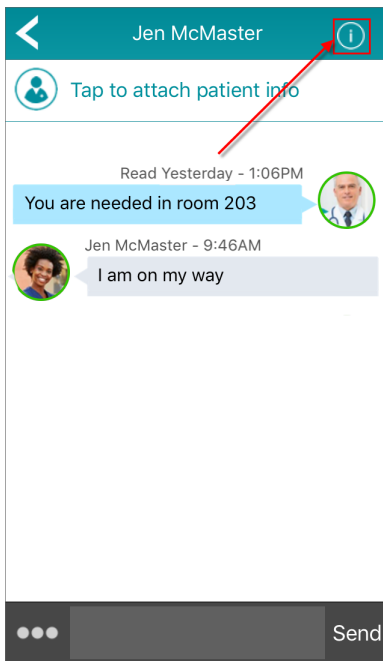 Jen McMaster
Tap to attach patient info
Read Yesterday - 1:06PM
You are needed in room 203
Jen McMaster - 9:46AM
I am on my way
Send